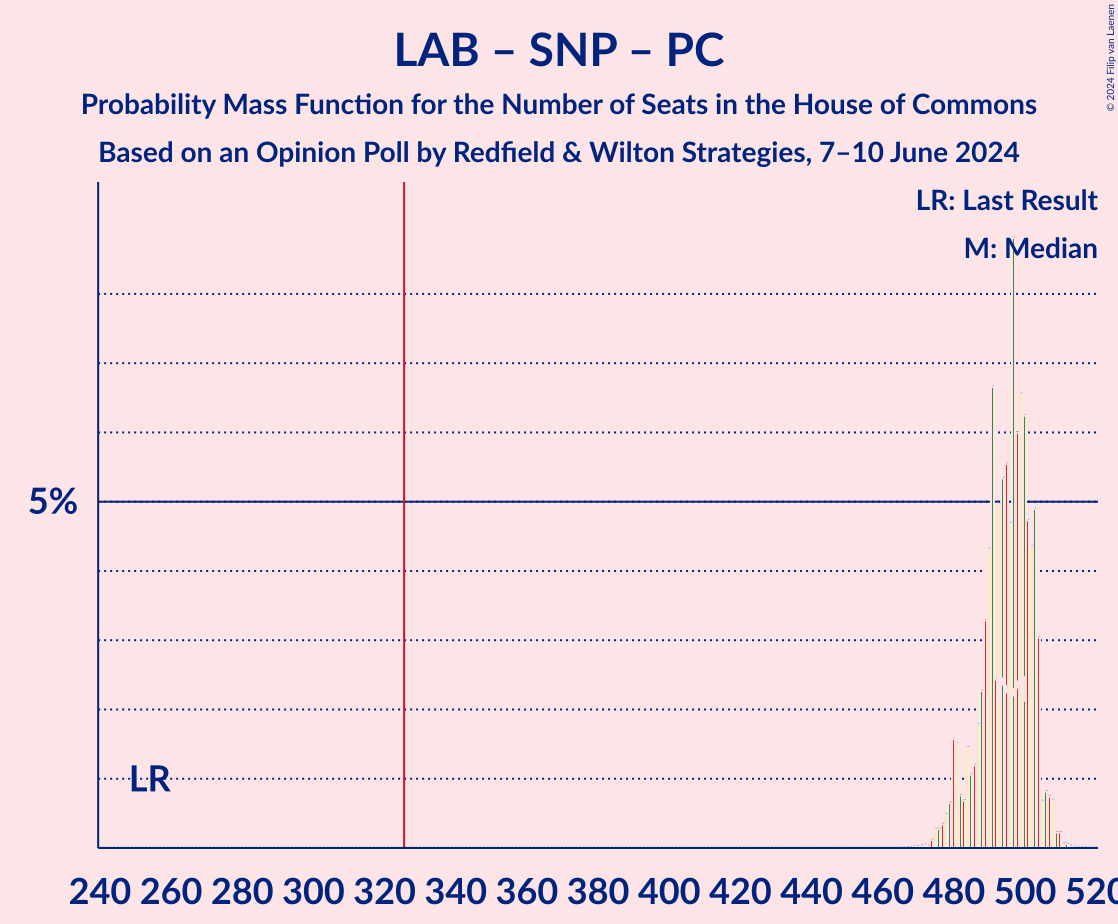 LAB – SNP – PC
Probability Mass Function for the Number of Seats in the House of Commons
Based on an Opinion Poll by Redfield & Wilton Strategies, 7–10 June 2024
© 2024 Filip van Laenen
LR: Last Result
M: Median
5%
LR
240 260 280 300 320 340 360 380 400 420 440 460 480 500 520